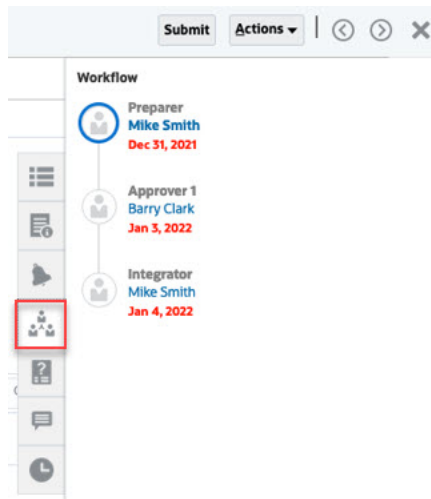 Submit Actions
Workflow
Preparer
Mike Smith
Dec 31, 2021
Approver 1
Barry Clark
Jan 3, 2022
Integrator
Mike Smith
Jan 4, 2022